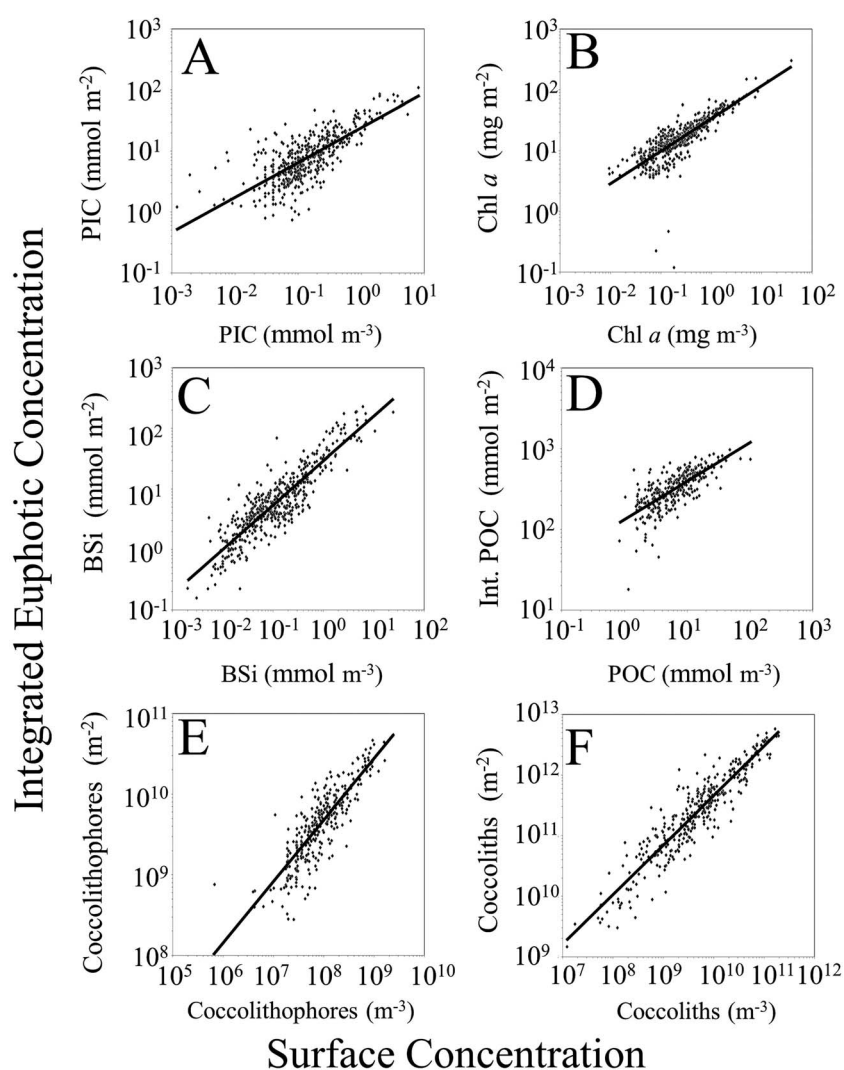 Integrated Euphotic Concentration
A
PIC (mmol m-2)
10³
10²
10¹
10⁰
10⁻¹
10⁻³ 10⁻² 10⁻¹ 10⁰ 10¹
PIC (mmol m⁻³)
B
Chl a (mg m⁻²)
10³
10²
10¹
10⁰
10⁻¹
10⁻³ 10⁻² 10⁻¹ 10⁰ 10¹ 10²
Chl a (mg m⁻³)
C
BSi (mmol m-2)
10³
10²
10¹
10⁰
10⁻¹
10⁻³ 10⁻² 10⁻¹ 10⁰ 10¹ 10²
BSi (mmol m⁻³)
D
Int. POC (mmol m⁻²)
10⁴
10³
10²
10¹
10⁻¹ 10⁰ 10¹ 10² 10³
POC (mmol m⁻³)
E
Coccolithophores (m⁻²)
10¹¹
10¹⁰
10⁹
10⁸
10⁵ 10⁶ 10⁷ 10⁸ 10⁹ 10¹⁰
Coccolithophores (m⁻³)
F
Coccoliths (m⁻²)
10¹³
10¹²
10¹¹
10¹⁰
10⁹
10⁷ 10⁸ 10⁹ 10¹⁰ 10¹¹ 10¹²
Coccoliths (m⁻³)
Surface Concentration